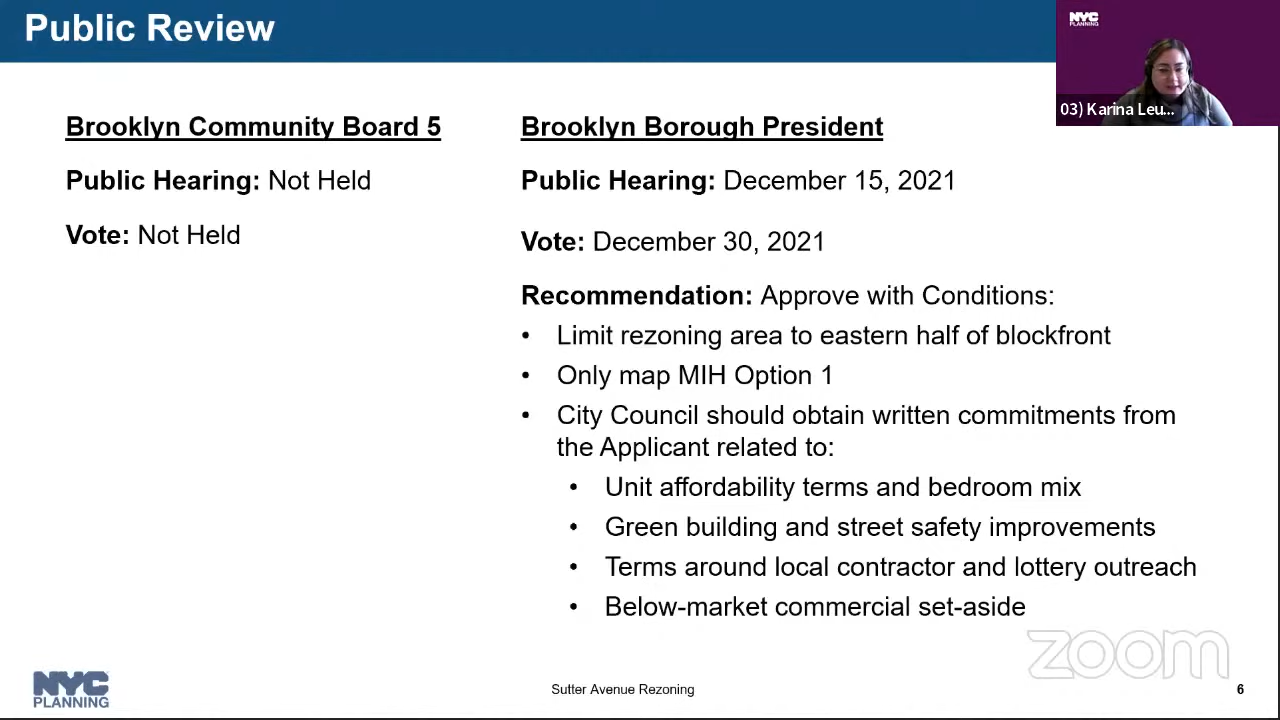 Public Review
NYC
PLANNING
03) Karina Leu...
Brooklyn Community Board 5
Public Hearing: Not Held
Vote: Not Held
Brooklyn Borough President
Public Hearing: December 15, 2021
Vote: December 30, 2021
Recommendation: Approve with Conditions:
• Limit rezoning area to eastern half of blockfront
• Only map MIH Option 1
• City Council should obtain written commitments from
the Applicant related to:
• Unit affordability terms and bedroom mix
• Green building and street safety improvements
• Terms around local contractor and lottery outreach
• Below-market commercial set-aside
zoom
NYC
PLANNING
Sutter Avenue Rezoning
6